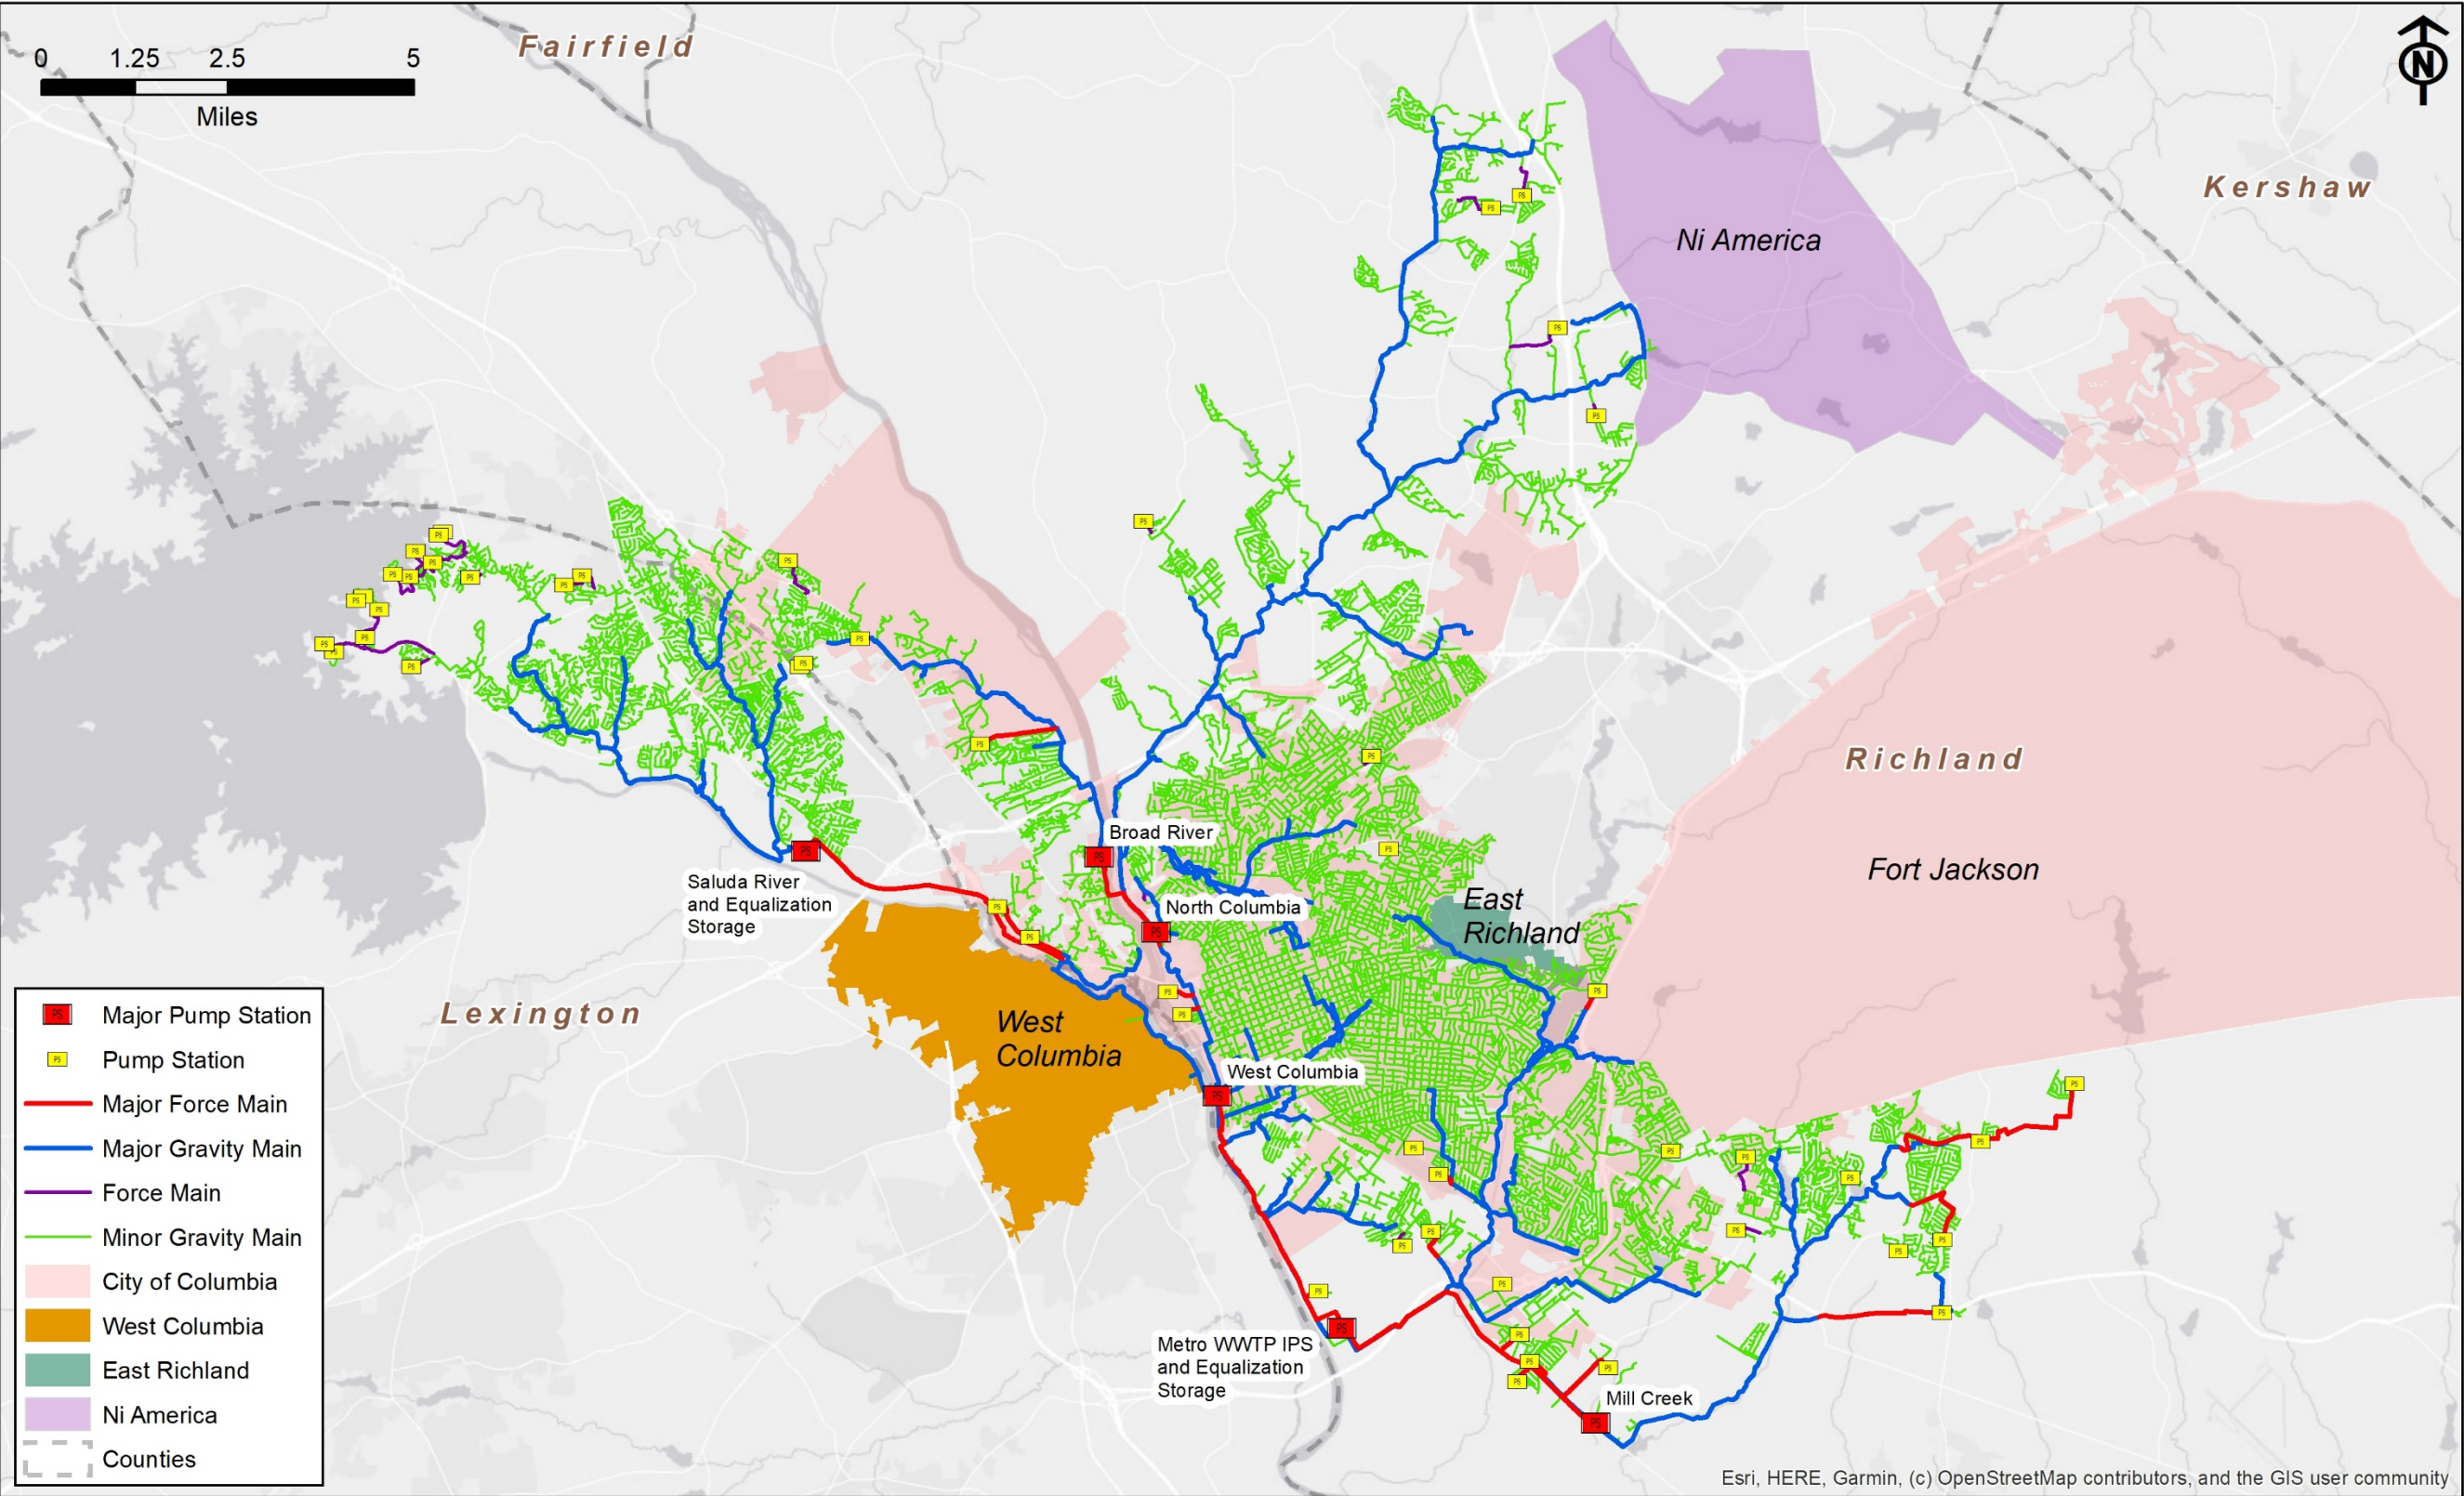 0 1.25 2.5 5
Miles
Fairfield
Kershaw
Ni America
Richland
Fort Jackson
Broad River
Saluda River
and Equalization
Storage
North Columbia
East
Richland
Lexington
West
Columbia
West Columbia
Metro WWTP IPS
and Equalization
Storage
Mill Creek
PS Major Pump Station
PS Pump Station
Major Force Main
Major Gravity Main
Force Main
Minor Gravity Main
City of Columbia
West Columbia
East Richland
Ni America
Counties
N
Esri, HERE, Garmin, (c) OpenStreetMap contributors, and the GIS user community